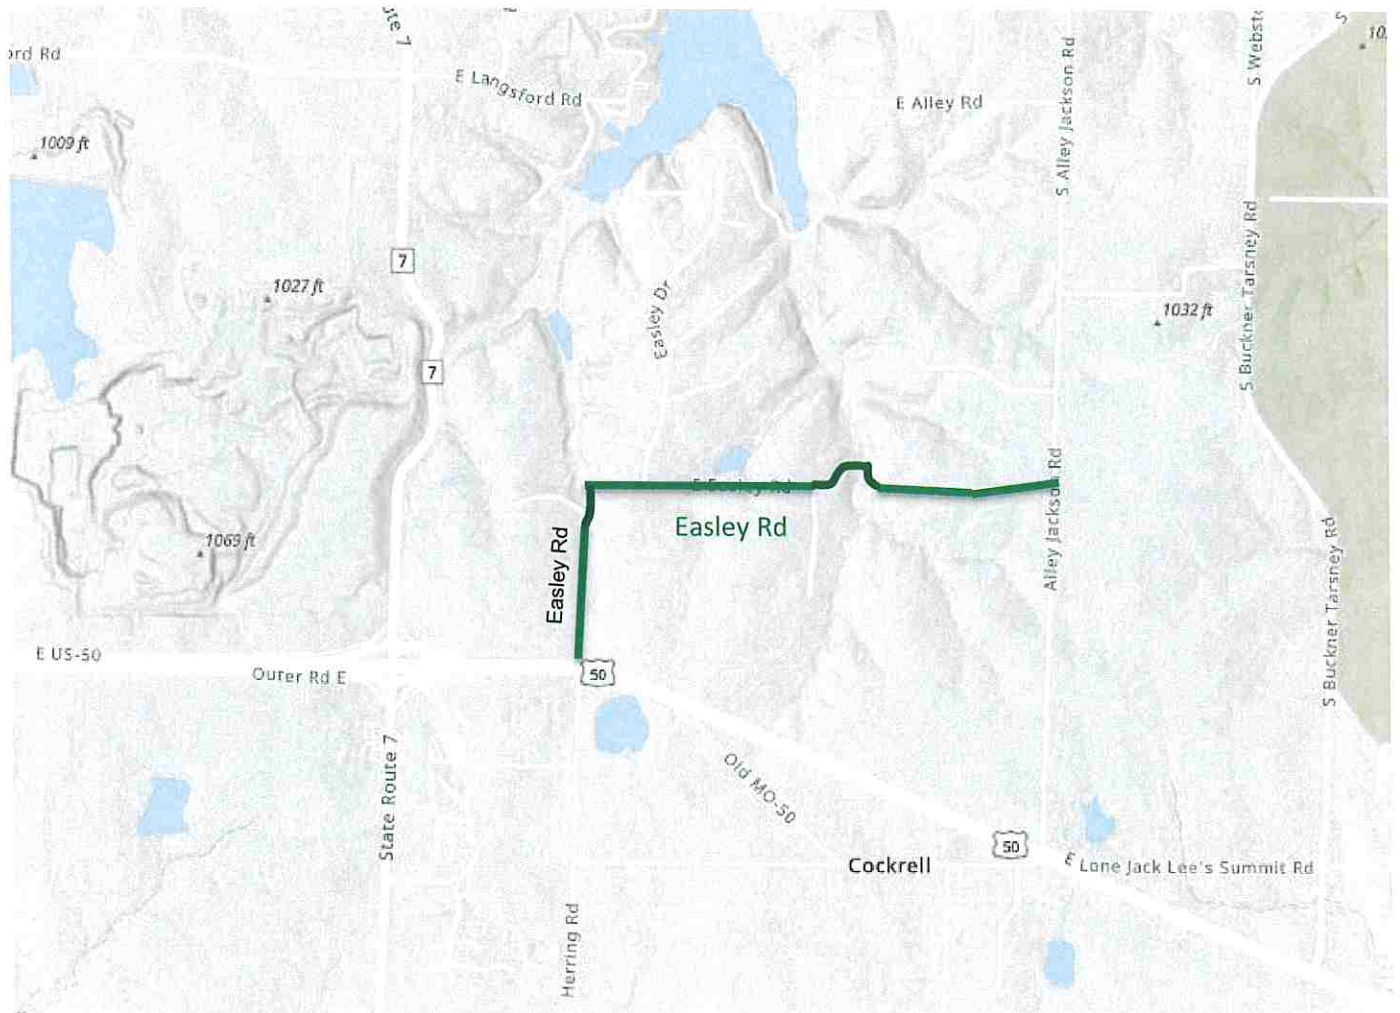 ord Rd
E Langsford Rd
E Alley Rd
S Alley Jackson Rd
1009 ft
7
1027 ft
7
Easley Dr
1032 ft
S Buckner Tarsney Rd
Easley Rd
Easley Rd
Alley Jackson Rd
1069 ft
S Buckner Tarsney Rd
E US-50
Outer Rd E
50
State Route 7
Old MO-50
50
Cockrell
E Lone Jack Lee's Summit Rd
Herring Rd